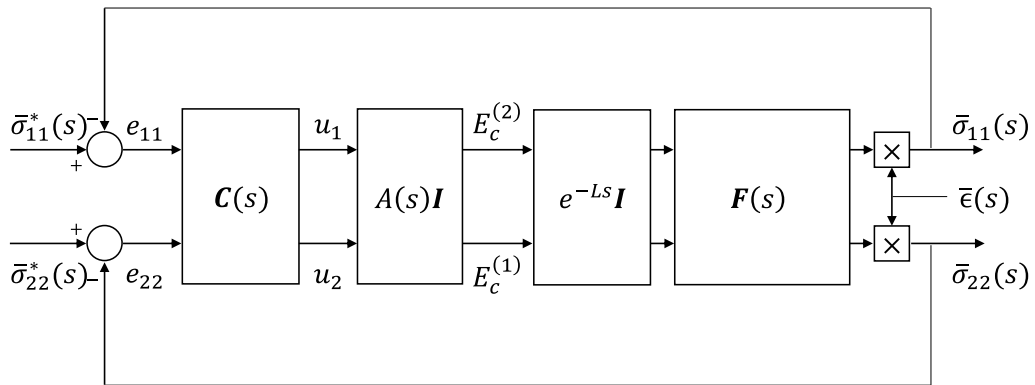 σ̄*₁₁(s) − e₁₁ u₁ E_c^(2) σ̄₁₁(s)
+ ×
C(s) A(s)I e^{−Ls}I F(s) ϵ̄(s)
+ ×
σ̄*₂₂(s) − e₂₂ u₂ E_c^(1) σ̄₂₂(s)